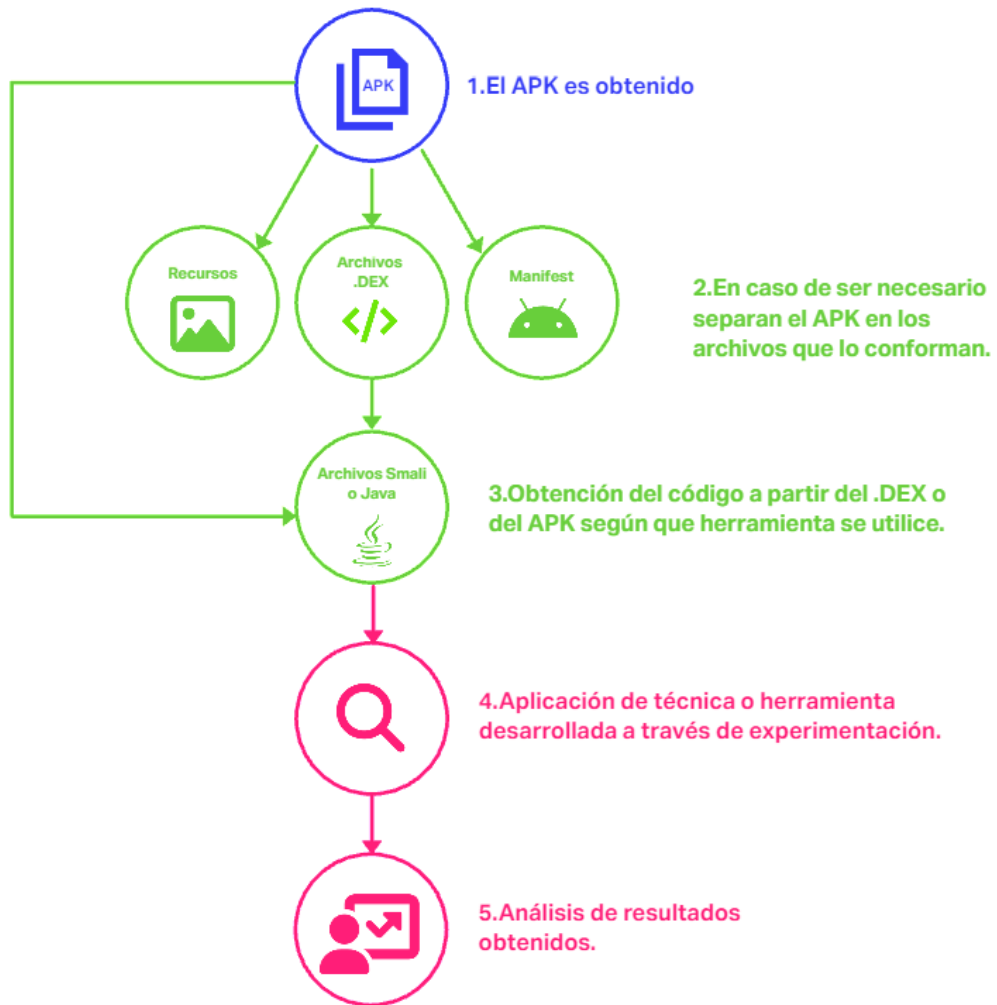 APK
1.El APK es obtenido
Recursos
Archivos
.DEX
Manifest
2.En caso de ser necesario
separan el APK en los
archivos que lo conforman.
Archivos Smali
o Java
3.Obtención del código a partir del .DEX o
del APK según que herramienta se utilice.
4.Aplicación de técnica o herramienta
desarrollada a través de experimentación.
5.Análisis de resultados
obtenidos.